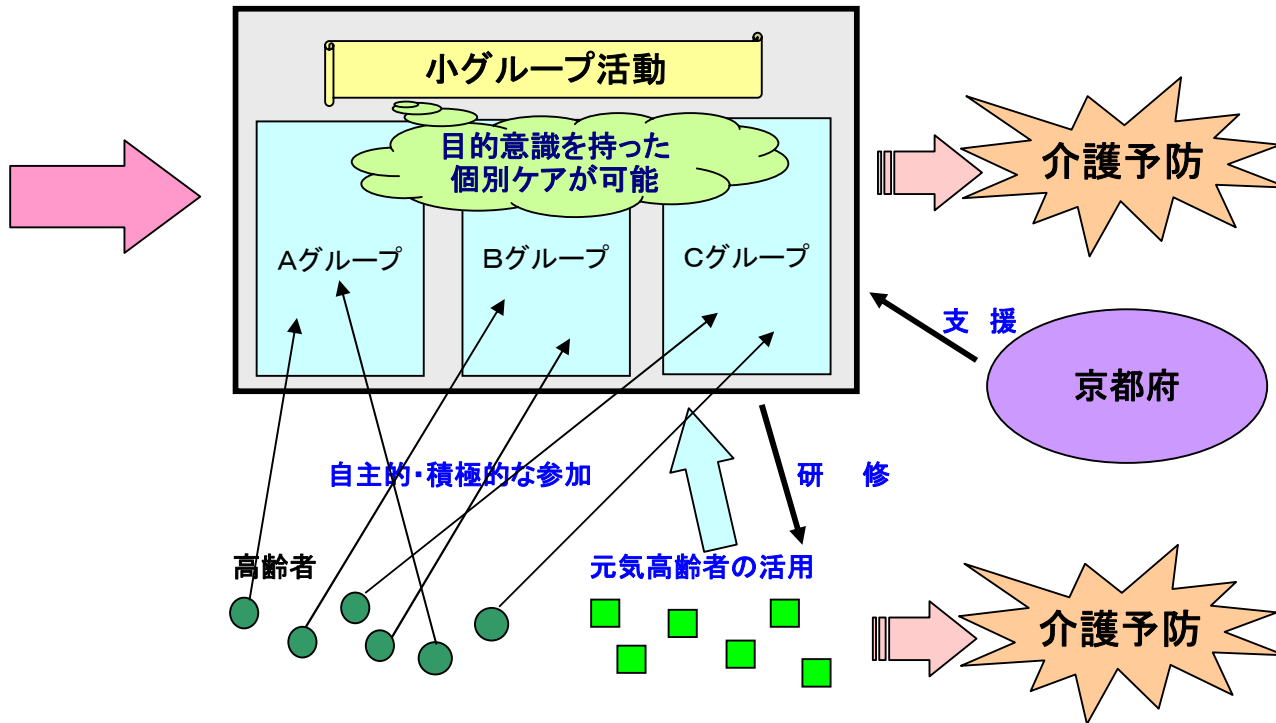 小グループ活動
目的意識を持った
個別ケアが可能
Aグループ
Bグループ
Cグループ
介護予防
支 援
京都府
自主的・積極的な参加
研 修
高齢者
元気高齢者の活用
介護予防